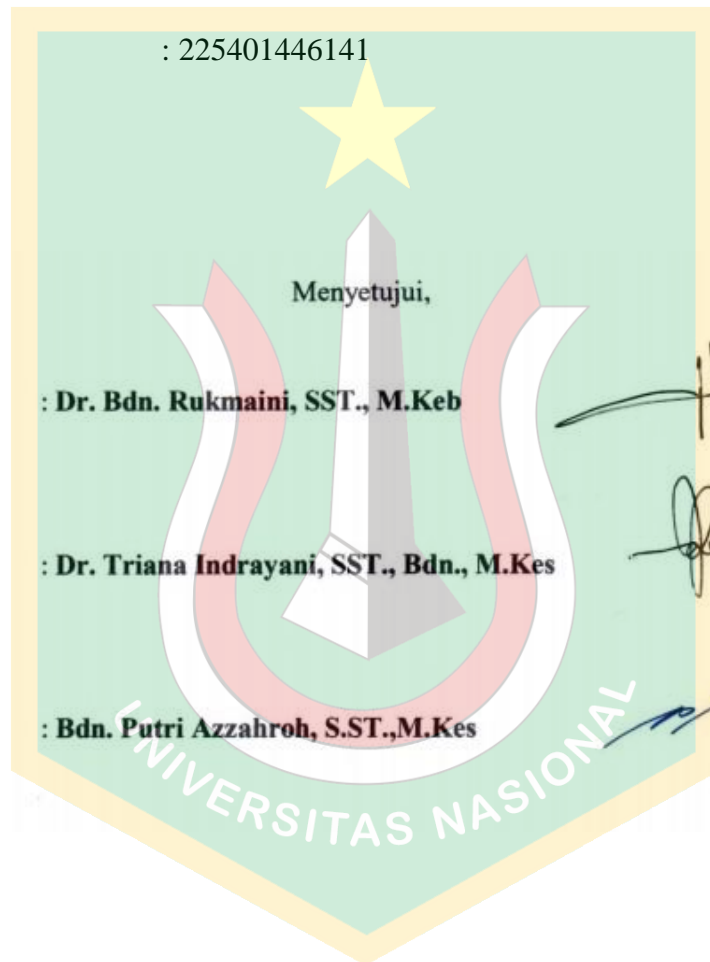 : 225401446141
Menyetujui,
: Dr. Bdn. Rukmaini, SST., M.Keb
: Dr. Triana Indrayani, SST., Bdn., M.Kes
: Bdn. Putri Azzahroh, S.ST.,M.Kes
UNIVERSITAS NASIONAL